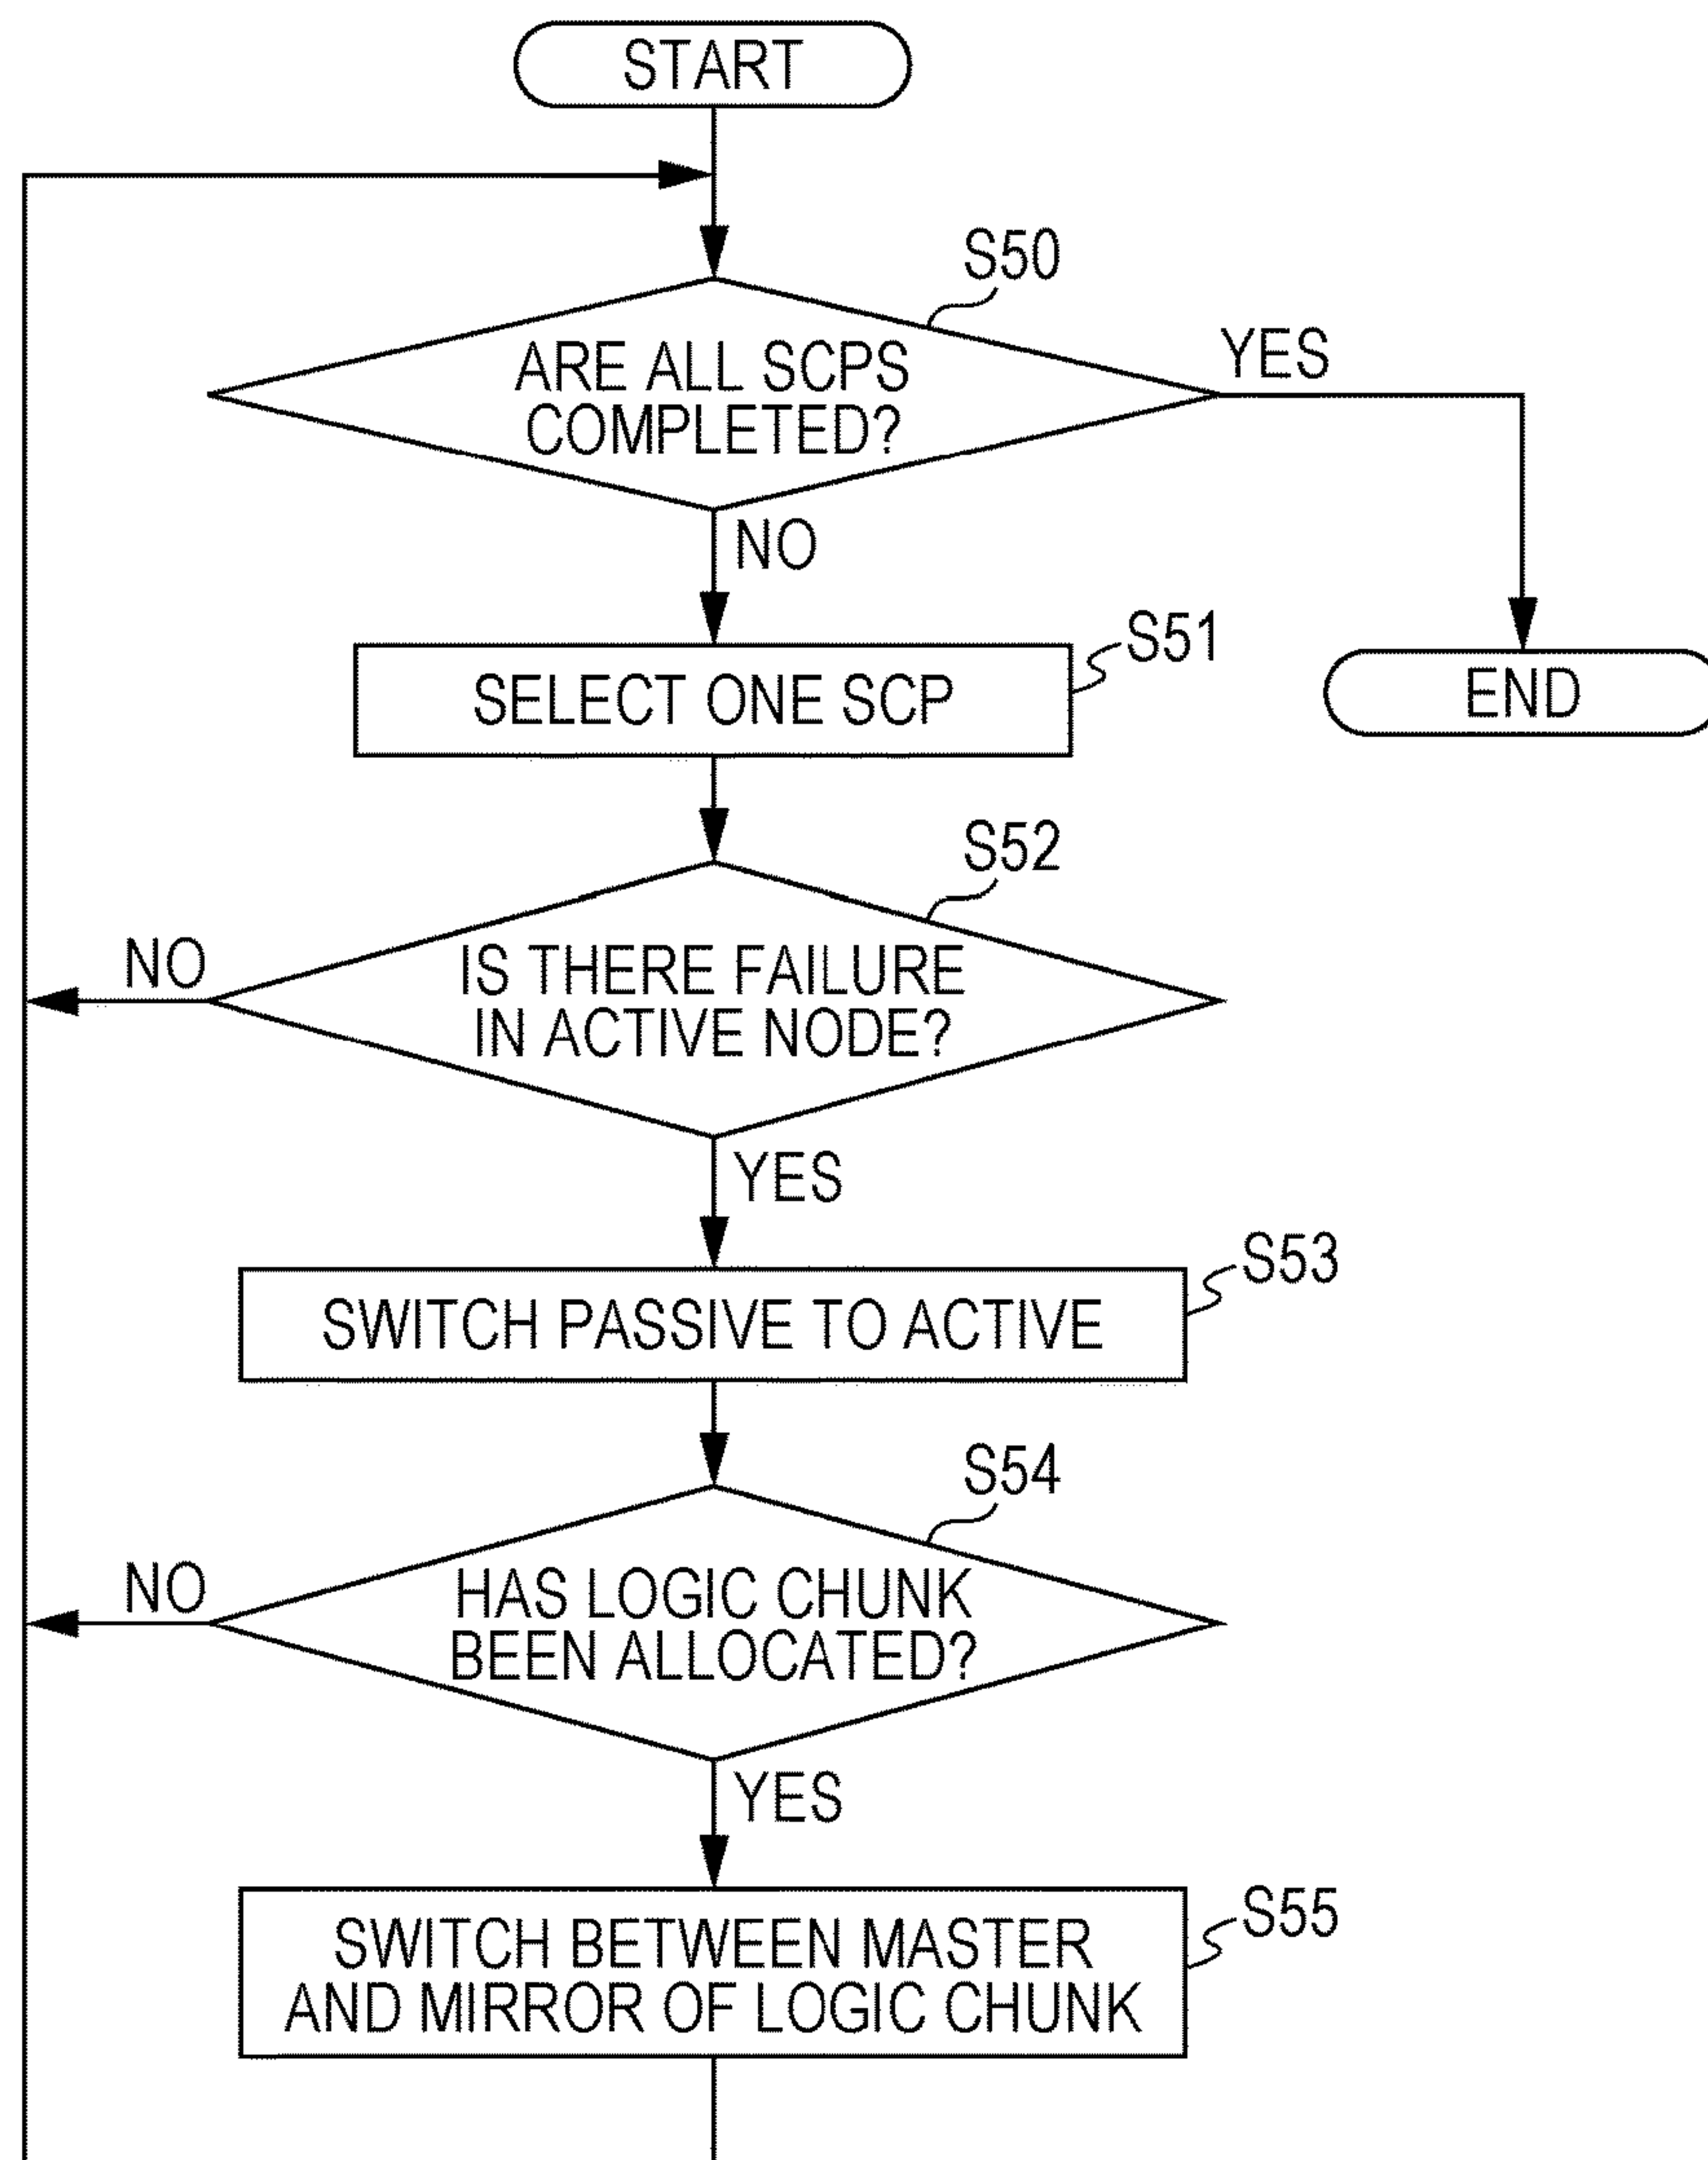 START
S50
ARE ALL SCPS
COMPLETED?
YES
NO
S51
SELECT ONE SCP
END
S52
NO
IS THERE FAILURE
IN ACTIVE NODE?
YES
S53
SWITCH PASSIVE TO ACTIVE
S54
NO
HAS LOGIC CHUNK
BEEN ALLOCATED?
YES
S55
SWITCH BETWEEN MASTER
AND MIRROR OF LOGIC CHUNK